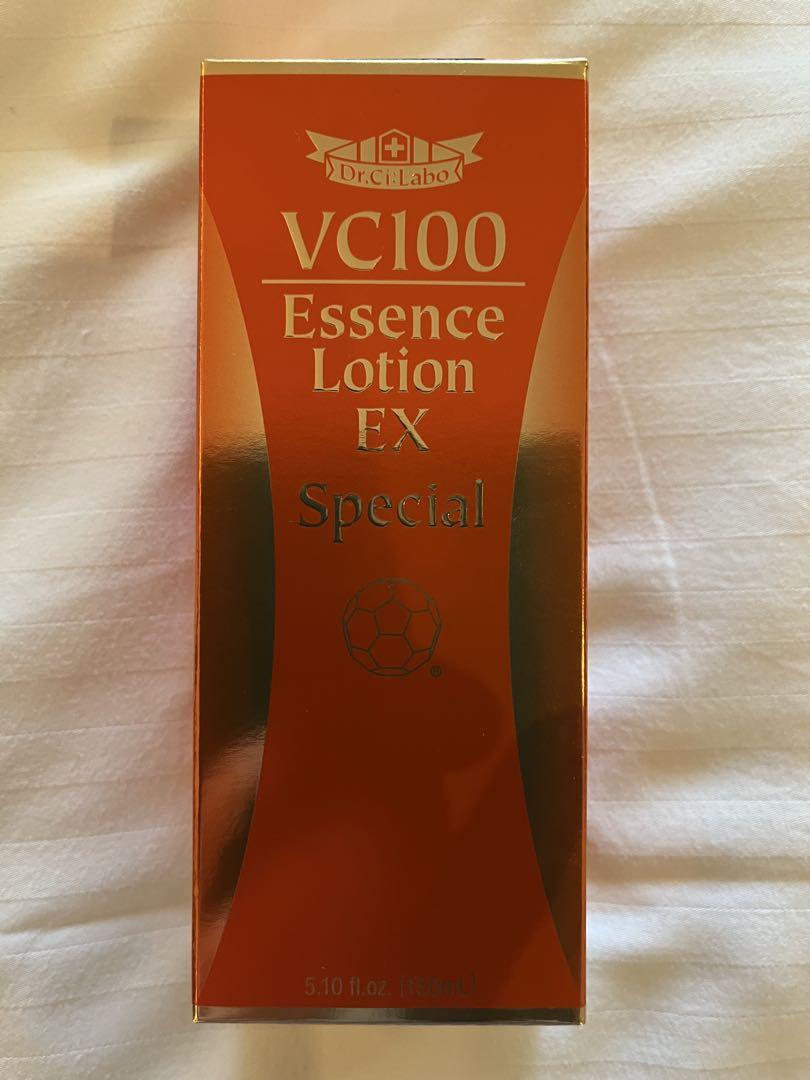 Dr.Ci:Labo
VC100
Essence
Lotion
EX
Special
®
5.10 fl.oz. (150mL)